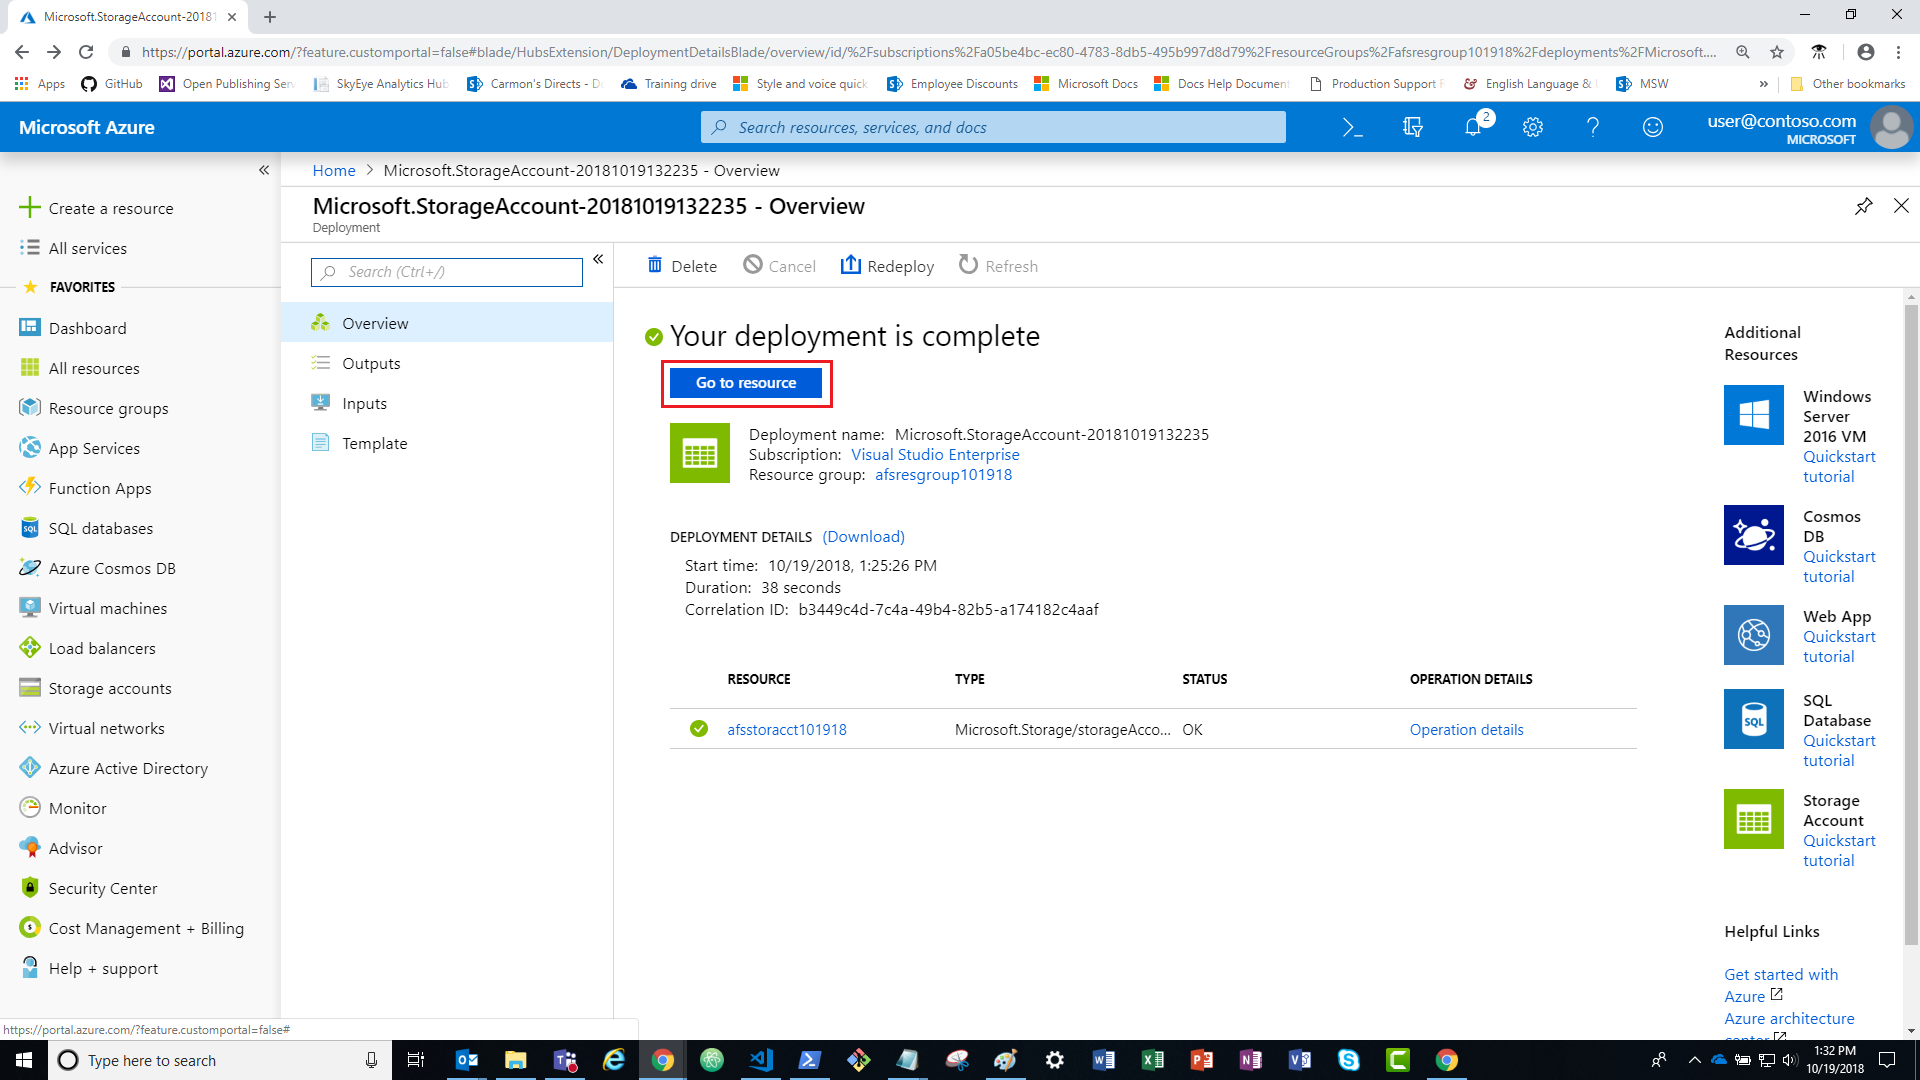 Microsoft.StorageAccount-20181
https://portal.azure.com/?feature.customportal=false#blade/HubsExtension/DeploymentDetailsBlade/overview/id/%2Fsubscriptions%2Fa05be4bc-ec80-4783-8db5-495b997d8d79%2FresourceGroups%2Fafsresgroup101918%2Fdeployments%2FMicrosoft....
Apps GitHub Open Publishing Serv SkyEye Analytics Hub Carmon's Directs - D Training drive Style and voice quick Employee Discounts Microsoft Docs Docs Help Document Production Support R English Language & MSW » Other bookmarks
Microsoft Azure
Search resources, services, and docs
2
user@contoso.com
MICROSOFT
Home > Microsoft.StorageAccount-20181019132235 - Overview
Microsoft.StorageAccount-20181019132235 - Overview
Deployment
Create a resource
All services
FAVORITES
Dashboard
All resources
Resource groups
App Services
Function Apps
SQL databases
Azure Cosmos DB
Virtual machines
Load balancers
Storage accounts
Virtual networks
Azure Active Directory
Monitor
Advisor
Security Center
Cost Management + Billing
Help + support
Search (Ctrl+/)
Overview
Outputs
Inputs
Template
Delete Cancel Redeploy Refresh
Your deployment is complete
Go to resource
Deployment name: Microsoft.StorageAccount-20181019132235
Subscription: Visual Studio Enterprise
Resource group: afsresgroup101918
DEPLOYMENT DETAILS (Download)
Start time: 10/19/2018, 1:25:26 PM
Duration: 38 seconds
Correlation ID: b3449c4d-7c4a-49b4-82b5-a174182c4aaf
RESOURCE TYPE STATUS OPERATION DETAILS
afsstoracct101918 Microsoft.Storage/storageAcco... OK Operation details
Additional
Resources
Windows
Server
2016 VM
Quickstart
tutorial
Cosmos
DB
Quickstart
tutorial
Web App
Quickstart
tutorial
SQL
SQL
Database
Quickstart
tutorial
Storage
Account
Quickstart
tutorial
Helpful Links
Get started with
Azure
Azure architecture
center
https://portal.azure.com/?feature.customportal=false#
Type here to search
1:32 PM
10/19/2018